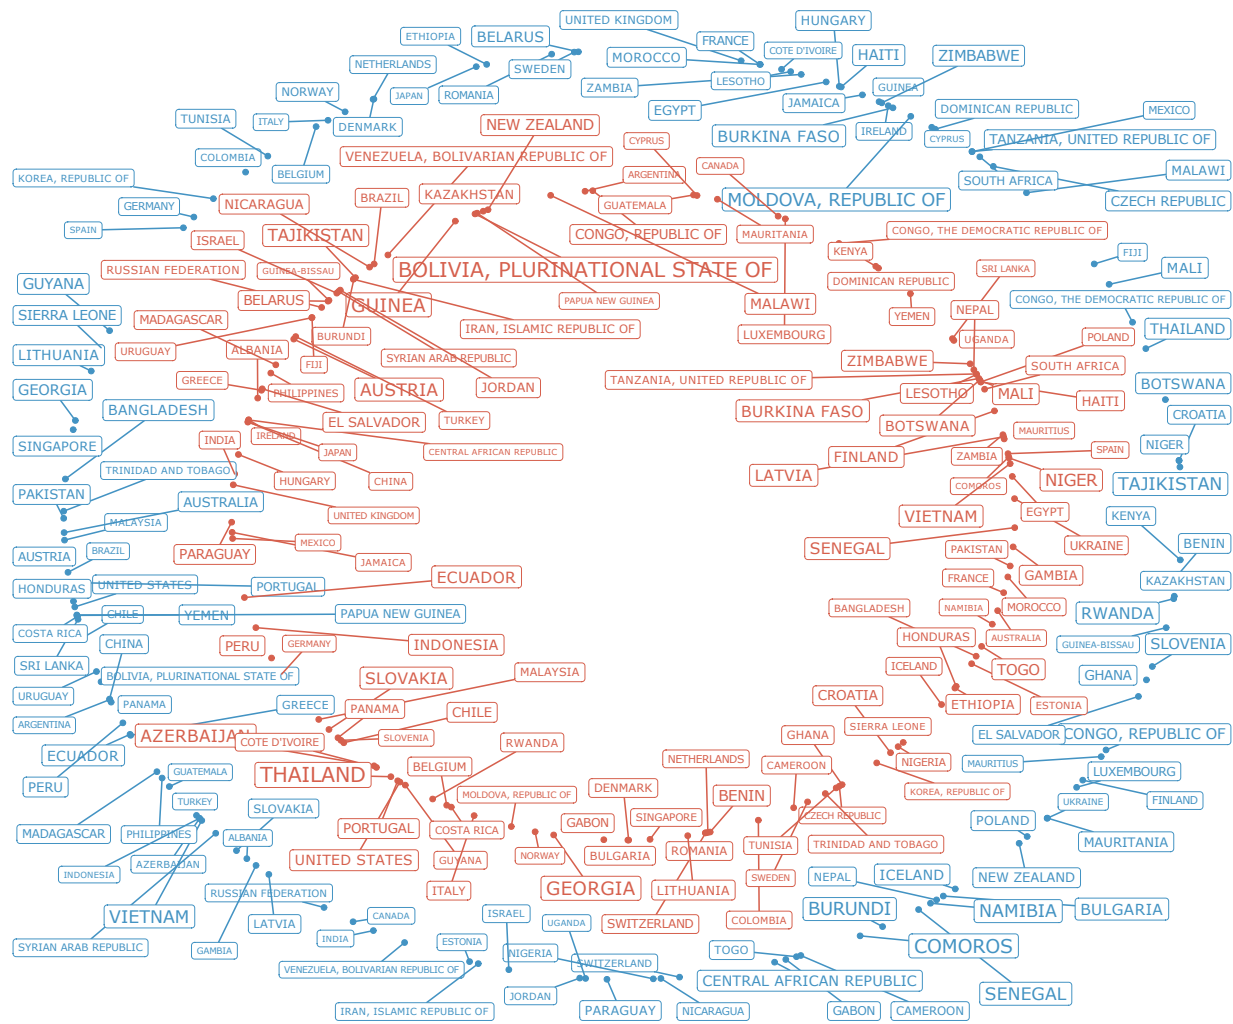 UNITED KINGDOM
HUNGARY
ETHIOPIA
BELARUS
FRANCE
COTE D'IVOIRE
MOROCCO
HAITI
ZIMBABWE
NETHERLANDS
SWEDEN
LESOTHO
ZAMBIA
GUINEA
NORWAY
JAPAN
ROMANIA
EGYPT
JAMAICA
DOMINICAN REPUBLIC
MEXICO
TUNISIA
ITALY
DENMARK
NEW ZEALAND
BURKINA FASO
IRELAND
CYPRUS
TANZANIA, UNITED REPUBLIC OF
COLOMBIA
VENEZUELA, BOLIVARIAN REPUBLIC OF
CYPRUS
CANADA
MALAWI
KOREA, REPUBLIC OF
BELGIUM
ARGENTINA
SOUTH AFRICA
GERMANY
NICARAGUA
BRAZIL
KAZAKHSTAN
GUATEMALA
MOLDOVA, REPUBLIC OF
CZECH REPUBLIC
SPAIN
ISRAEL
TAJIKISTAN
CONGO, REPUBLIC OF
MAURITANIA
CONGO, THE DEMOCRATIC REPUBLIC OF
RUSSIAN FEDERATION
GUINEA-BISSAU
BOLIVIA, PLURINATIONAL STATE OF
KENYA
FIJI
GUYANA
DOMINICAN REPUBLIC
SRI LANKA
MALI
BELARUS
GUINEA
PAPUA NEW GUINEA
MALAWI
CONGO, THE DEMOCRATIC REPUBLIC OF
SIERRA LEONE
MADAGASCAR
YEMEN
NEPAL
THAILAND
BURUNDI
IRAN, ISLAMIC REPUBLIC OF
LUXEMBOURG
UGANDA
POLAND
LITHUANIA
URUGUAY
ALBANIA
FIJI
SYRIAN ARAB REPUBLIC
ZIMBABWE
SOUTH AFRICA
GEORGIA
GREECE
PHILIPPINES
AUSTRIA
JORDAN
TANZANIA, UNITED REPUBLIC OF
LESOTHO
MALI
HAITI
BOTSWANA
BANGLADESH
EL SALVADOR
TURKEY
BURKINA FASO
BOTSWANA
CROATIA
SINGAPORE
INDIA
IRELAND
JAPAN
CENTRAL AFRICAN REPUBLIC
MAURITIUS
NIGER
TRINIDAD AND TOBAGO
HUNGARY
CHINA
LATVIA
FINLAND
ZAMBIA
SPAIN
TAJIKISTAN
PAKISTAN
AUSTRALIA
COMOROS
NIGER
MALAYSIA
UNITED KINGDOM
VIETNAM
EGYPT
KENYA
AUSTRIA
BRAZIL
PARAGUAY
MEXICO
JAMAICA
SENEGAL
PAKISTAN
UKRAINE
BENIN
HONDURAS
UNITED STATES
PORTUGAL
ECUADOR
FRANCE
GAMBIA
KAZAKHSTAN
COSTA RICA
CHILE
YEMEN
PAPUA NEW GUINEA
BANGLADESH
NAMIBIA
MOROCCO
RWANDA
SRI LANKA
CHINA
PERU
GERMANY
INDONESIA
HONDURAS
AUSTRALIA
GUINEA-BISSAU
SLOVENIA
URUGUAY
BOLIVIA, PLURINATIONAL STATE OF
SLOVAKIA
MALAYSIA
ICELAND
TOGO
GHANA
ARGENTINA
PANAMA
GREECE
PANAMA
CHILE
CROATIA
ETHIOPIA
ESTONIA
ECUADOR
AZERBAIJAN
COTE D'IVOIRE
SLOVENIA
RWANDA
GHANA
SIERRA LEONE
EL SALVADOR
CONGO, REPUBLIC OF
PERU
GUATEMALA
THAILAND
BELGIUM
NETHERLANDS
CAMEROON
NIGERIA
MAURITIUS
LUXEMBOURG
TURKEY
SLOVAKIA
MOLDOVA, REPUBLIC OF
DENMARK
BENIN
KOREA, REPUBLIC OF
UKRAINE
FINLAND
MADAGASCAR
PHILIPPINES
ALBANIA
PORTUGAL
COSTA RICA
GABON
SINGAPORE
CZECH REPUBLIC
POLAND
MAURITANIA
INDONESIA
AZERBAIJAN
UNITED STATES
GUYANA
NORWAY
BULGARIA
ROMANIA
TUNISIA
TRINIDAD AND TOBAGO
NEW ZEALAND
RUSSIAN FEDERATION
ITALY
GEORGIA
LITHUANIA
SWEDEN
NEPAL
ICELAND
VIETNAM
LATVIA
CANADA
ISRAEL
UGANDA
SWITZERLAND
COLOMBIA
BURUNDI
NAMIBIA
BULGARIA
SYRIAN ARAB REPUBLIC
GAMBIA
INDIA
ESTONIA
NIGERIA
SWITZERLAND
TOGO
COMOROS
VENEZUELA, BOLIVARIAN REPUBLIC OF
JORDAN
CENTRAL AFRICAN REPUBLIC
SENEGAL
IRAN, ISLAMIC REPUBLIC OF
PARAGUAY
NICARAGUA
GABON
CAMEROON